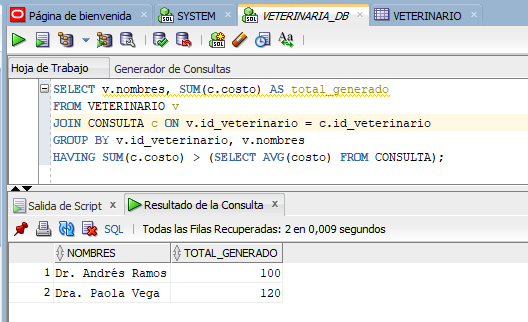 Página de bienvenida SYSTEM VETERINARIA_DB VETERINARIO
SQL SQL Aa
Hoja de Trabajo Generador de Consultas
SELECT v.nombres, SUM(c.costo) AS total_generado
FROM VETERINARIO v
JOIN CONSULTA c ON v.id_veterinario = c.id_veterinario
GROUP BY v.id_veterinario, v.nombres
HAVING SUM(c.costo) > (SELECT AVG(costo) FROM CONSULTA);
Salida de Script x Resultado de la Consulta x
SQL Todas las Filas Recuperadas: 2 en 0,009 segundos
NOMBRES TOTAL_GENERADO
1 Dr. Andrés Ramos 100
2 Dra. Paola Vega 120